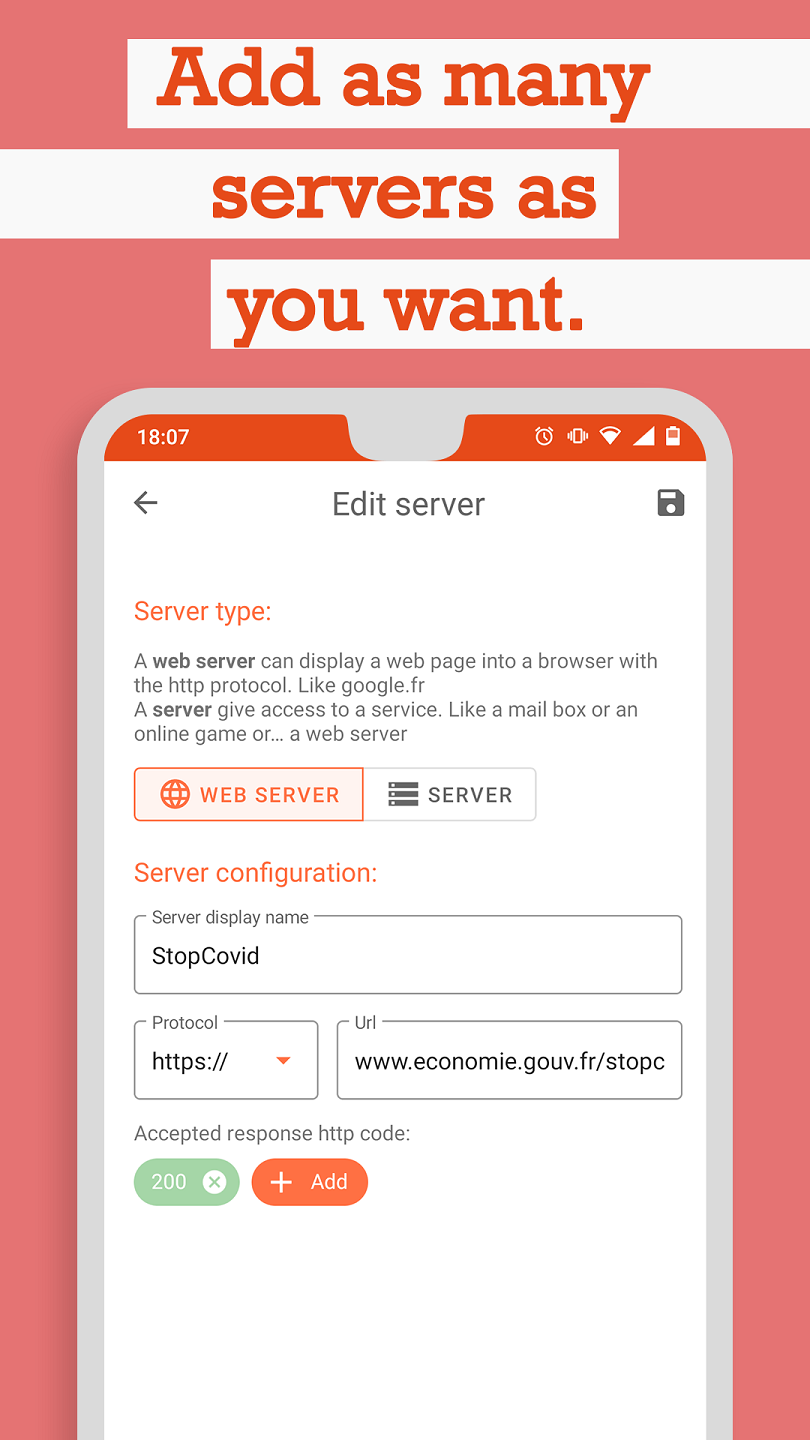 Add as many
servers as
you want.
18:07
Edit server
Server type:
A web server can display a web page into a browser with
the http protocol. Like google.fr
A server give access to a service. Like a mail box or an
online game or... a web server
WEB SERVER
SERVER
Server configuration:
Server display name
StopCovid
Protocol
Url
https://
www.economie.gouv.fr/stopc
Accepted response http code:
200
Add